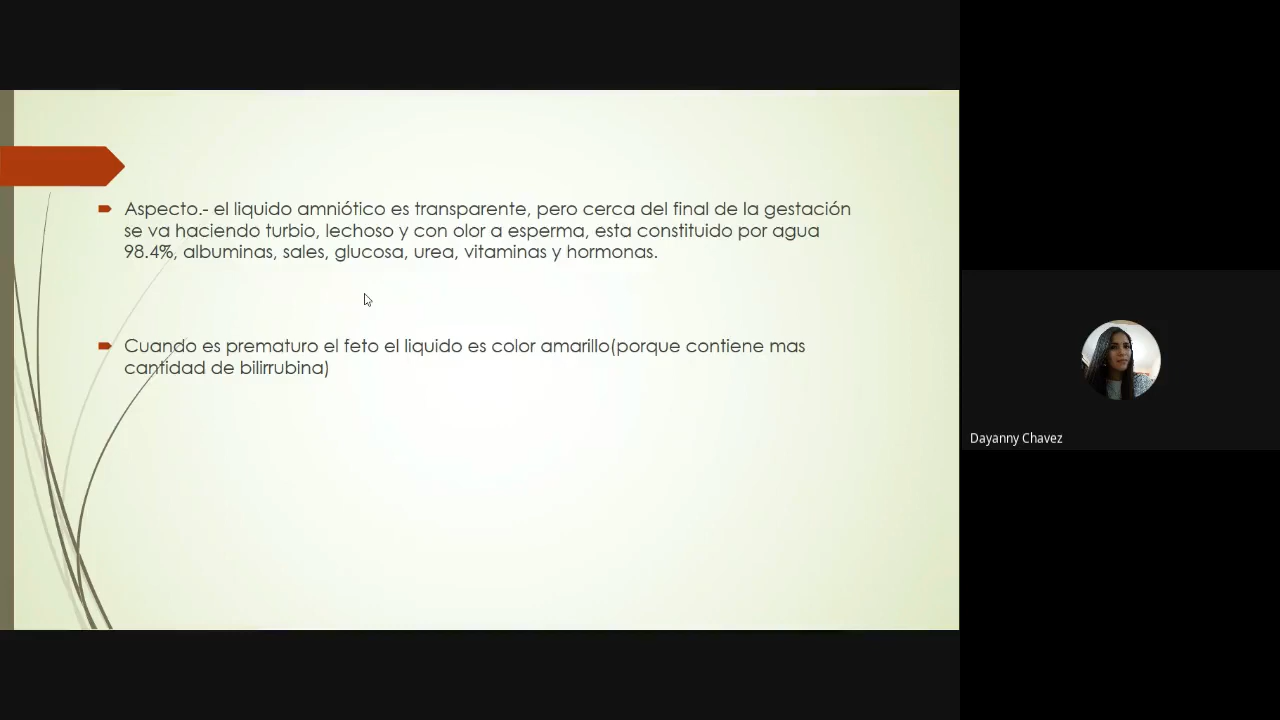 Aspecto.- el liquido amniótico es transparente, pero cerca del final de la gestación
se va haciendo turbio, lechoso y con olor a esperma, esta constituido por agua
98.4%, albuminas, sales, glucosa, urea, vitaminas y hormonas.
Cuando es prematuro el feto el liquido es color amarillo(porque contiene mas
cantidad de bilirrubina)
Dayanny Chavez